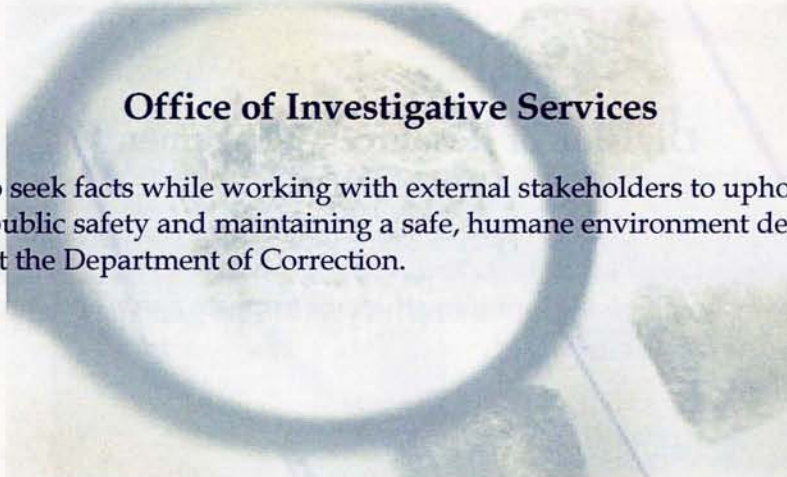 Office of Investigative Services
seek facts while working with external stakeholders to
public safety and maintaining a safe, humane environment
the Department of Correction.